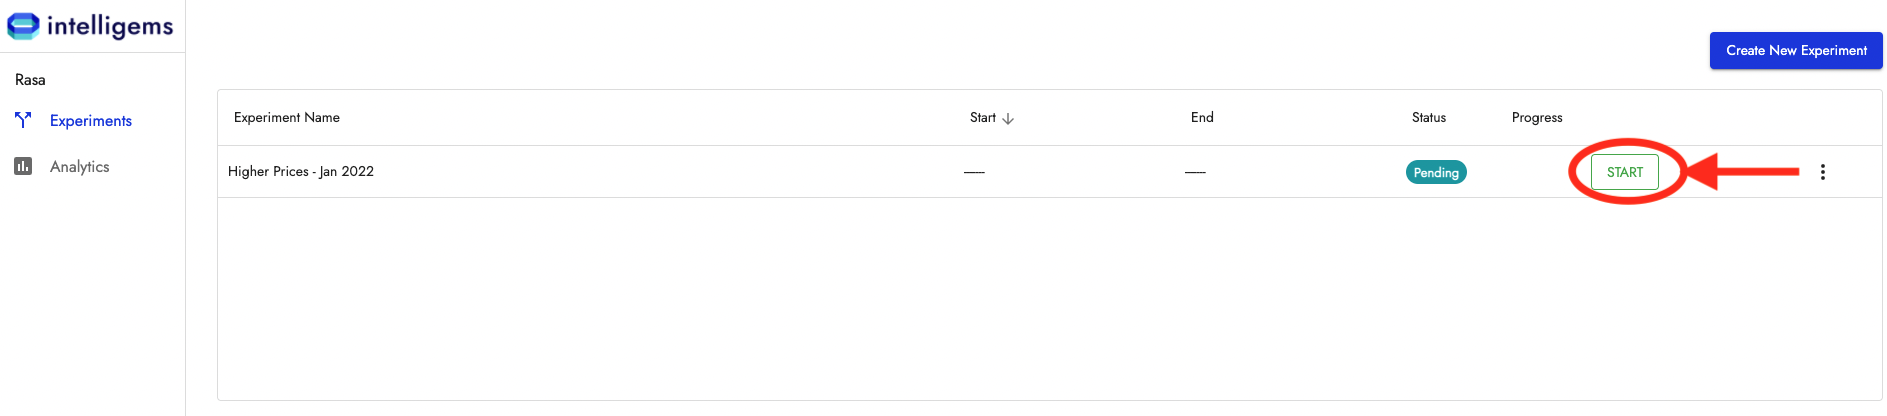 intelligems
Create New Experiment
Rasa
Experiments
Analytics
Experiment Name Start End Status Progress
Higher Prices - Jan 2022 ---- ---- Pending START